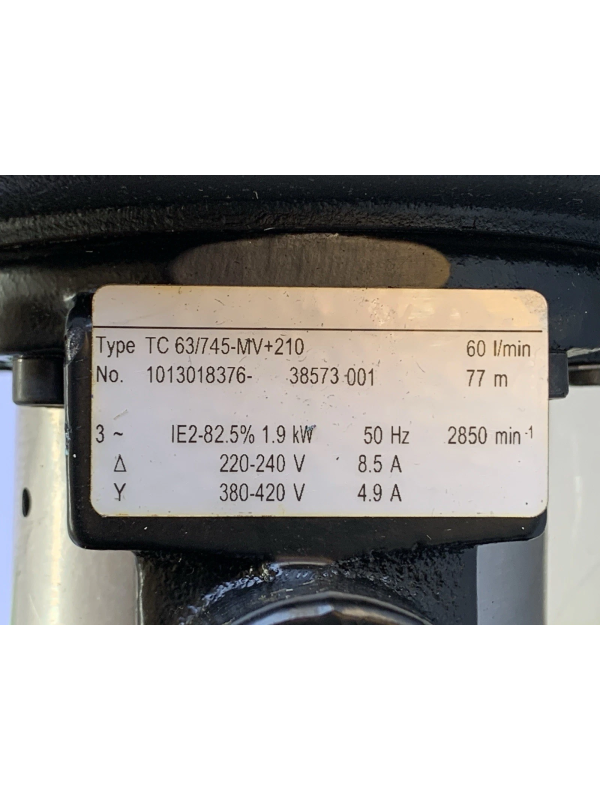 Type TC 63/745-MV+210 60 l/min
No. 1013018376- 38573 001 77 m
3 ~ IE2-82.5% 1.9 kW 50 Hz 2850 min⁻¹
Δ 220-240 V 8.5 A
Y 380-420 V 4.9 A